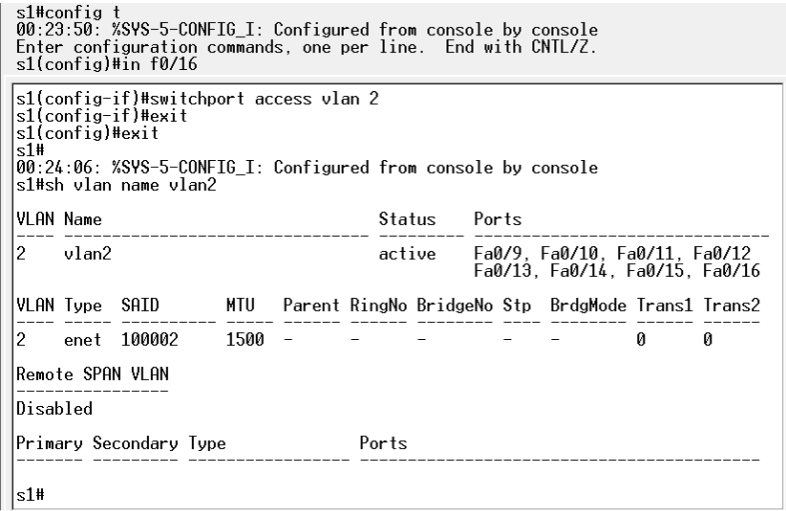 s1#config t
00:23:50: %SYS-5-CONFIG_I: Configured from console by console
Enter configuration commands, one per line.  End with CNTL/Z.
s1(config)#in f0/16
s1(config-if)#switchport access vlan 2
s1(config-if)#exit
s1(config)#exit
s1#
00:24:06: %SYS-5-CONFIG_I: Configured from console by console
s1#sh vlan name vlan2
VLAN Name                             Status    Ports
---- -------------------------------- --------- -------------------------------
2    vlan2                            active    Fa0/9, Fa0/10, Fa0/11, Fa0/12
                                                Fa0/13, Fa0/14, Fa0/15, Fa0/16
VLAN Type  SAID       MTU   Parent RingNo BridgeNo Stp  BrdgMode Trans1 Trans2
---- ----- ---------- ----- ------ ------ -------- ---- -------- ------ ------
2    enet  100002     1500  -      -      -        -    -        0      0
Remote SPAN VLAN
----------------
Disabled
Primary Secondary Type              Ports
------- --------- ----------------- ------------------------------------------
s1#